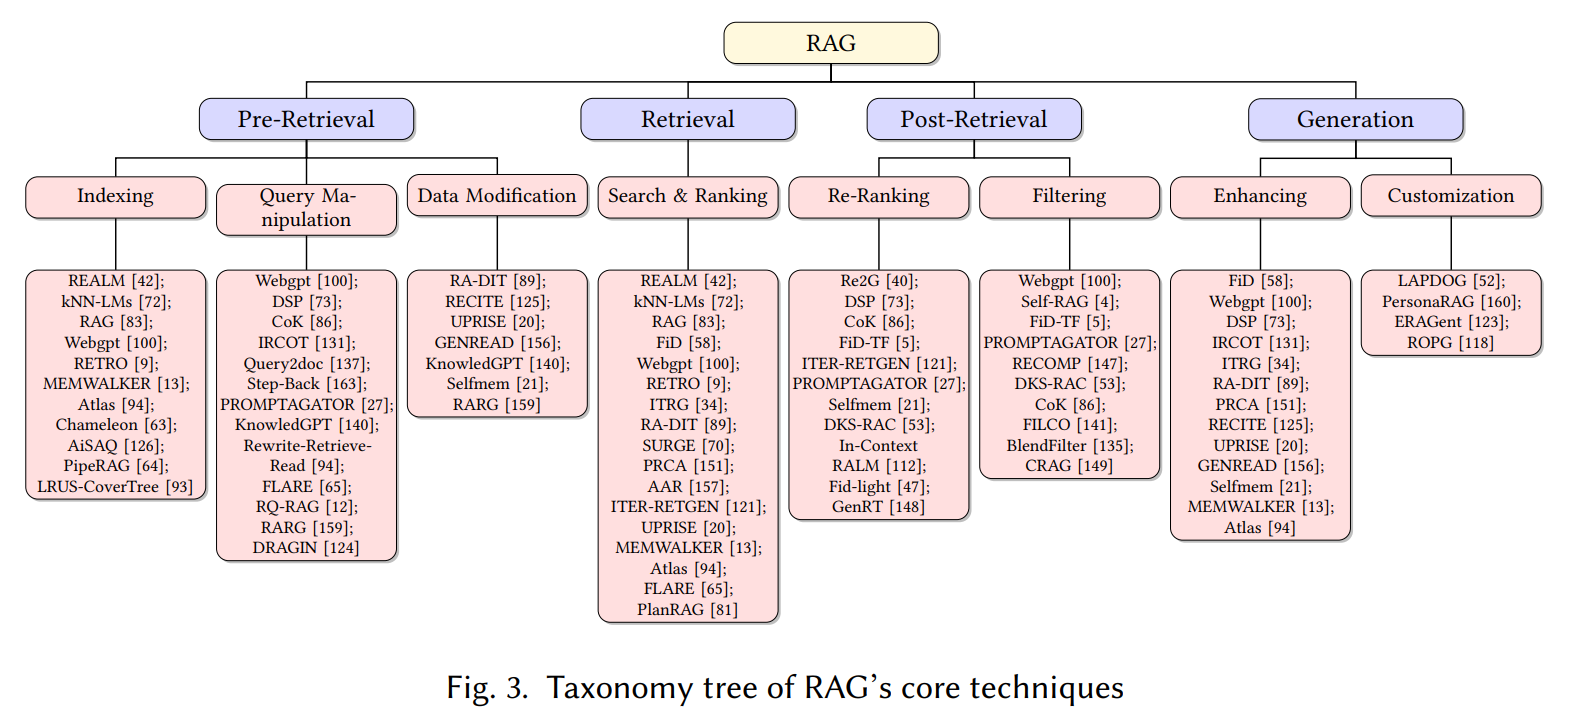 RAG
Pre-Retrieval
Retrieval
Post-Retrieval
Generation
Indexing
Query Ma-
nipulation
Data Modification
Search & Ranking
Re-Ranking
Filtering
Enhancing
Customization
REALM [42];
kNN-LMs [72];
RAG [83];
Webgpt [100];
RETRO [9];
MEMWALKER [13];
Atlas [94];
Chameleon [63];
AiSAQ [126];
PipeRAG [64];
LRUS-CoverTree [93]
Webgpt [100];
DSP [73];
CoK [86];
IRCOT [131];
Query2doc [137];
Step-Back [163];
PROMPTAGATOR [27];
KnowledGPT [140];
Rewrite-Retrieve-
Read [94];
FLARE [65];
RQ-RAG [12];
RARG [159];
DRAGIN [124]
RA-DIT [89];
RECITE [125];
UPRISE [20];
GENREAD [156];
KnowledGPT [140];
Selfmem [21];
RARG [159]
REALM [42];
kNN-LMs [72];
RAG [83];
FiD [58];
Webgpt [100];
RETRO [9];
ITRG [34];
RA-DIT [89];
SURGE [70];
PRCA [151];
AAR [157];
ITER-RETGEN [121];
UPRISE [20];
MEMWALKER [13];
Atlas [94];
FLARE [65];
PlanRAG [81]
Re2G [40];
DSP [73];
CoK [86];
FiD-TF [5];
ITER-RETGEN [121];
PROMPTAGATOR [27];
Selfmem [21];
DKS-RAC [53];
In-Context
RALM [112];
Fid-light [47];
GenRT [148]
Webgpt [100];
Self-RAG [4];
FiD-TF [5];
PROMPTAGATOR [27];
RECOMP [147];
DKS-RAC [53];
CoK [86];
FILCO [141];
BlendFilter [135];
CRAG [149]
FiD [58];
Webgpt [100];
DSP [73];
IRCOT [131];
ITRG [34];
RA-DIT [89];
PRCA [151];
RECITE [125];
UPRISE [20];
GENREAD [156];
Selfmem [21];
MEMWALKER [13];
Atlas [94]
LAPDOG [52];
PersonaRAG [160];
ERAGent [123];
ROPG [118]
Fig. 3. Taxonomy tree of RAG's core techniques